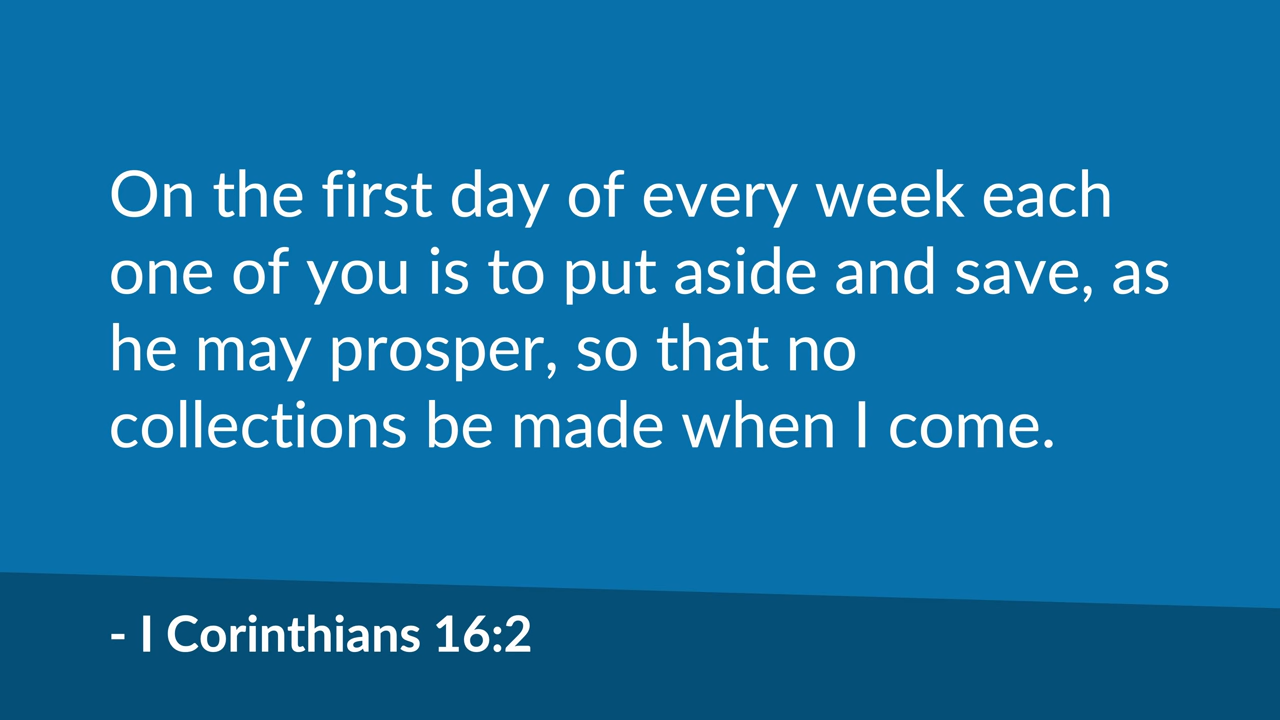 On the first day of every week each
one of you is to put aside and save, as
he may prosper, so that no
collections be made when I come.
- I Corinthians 16:2